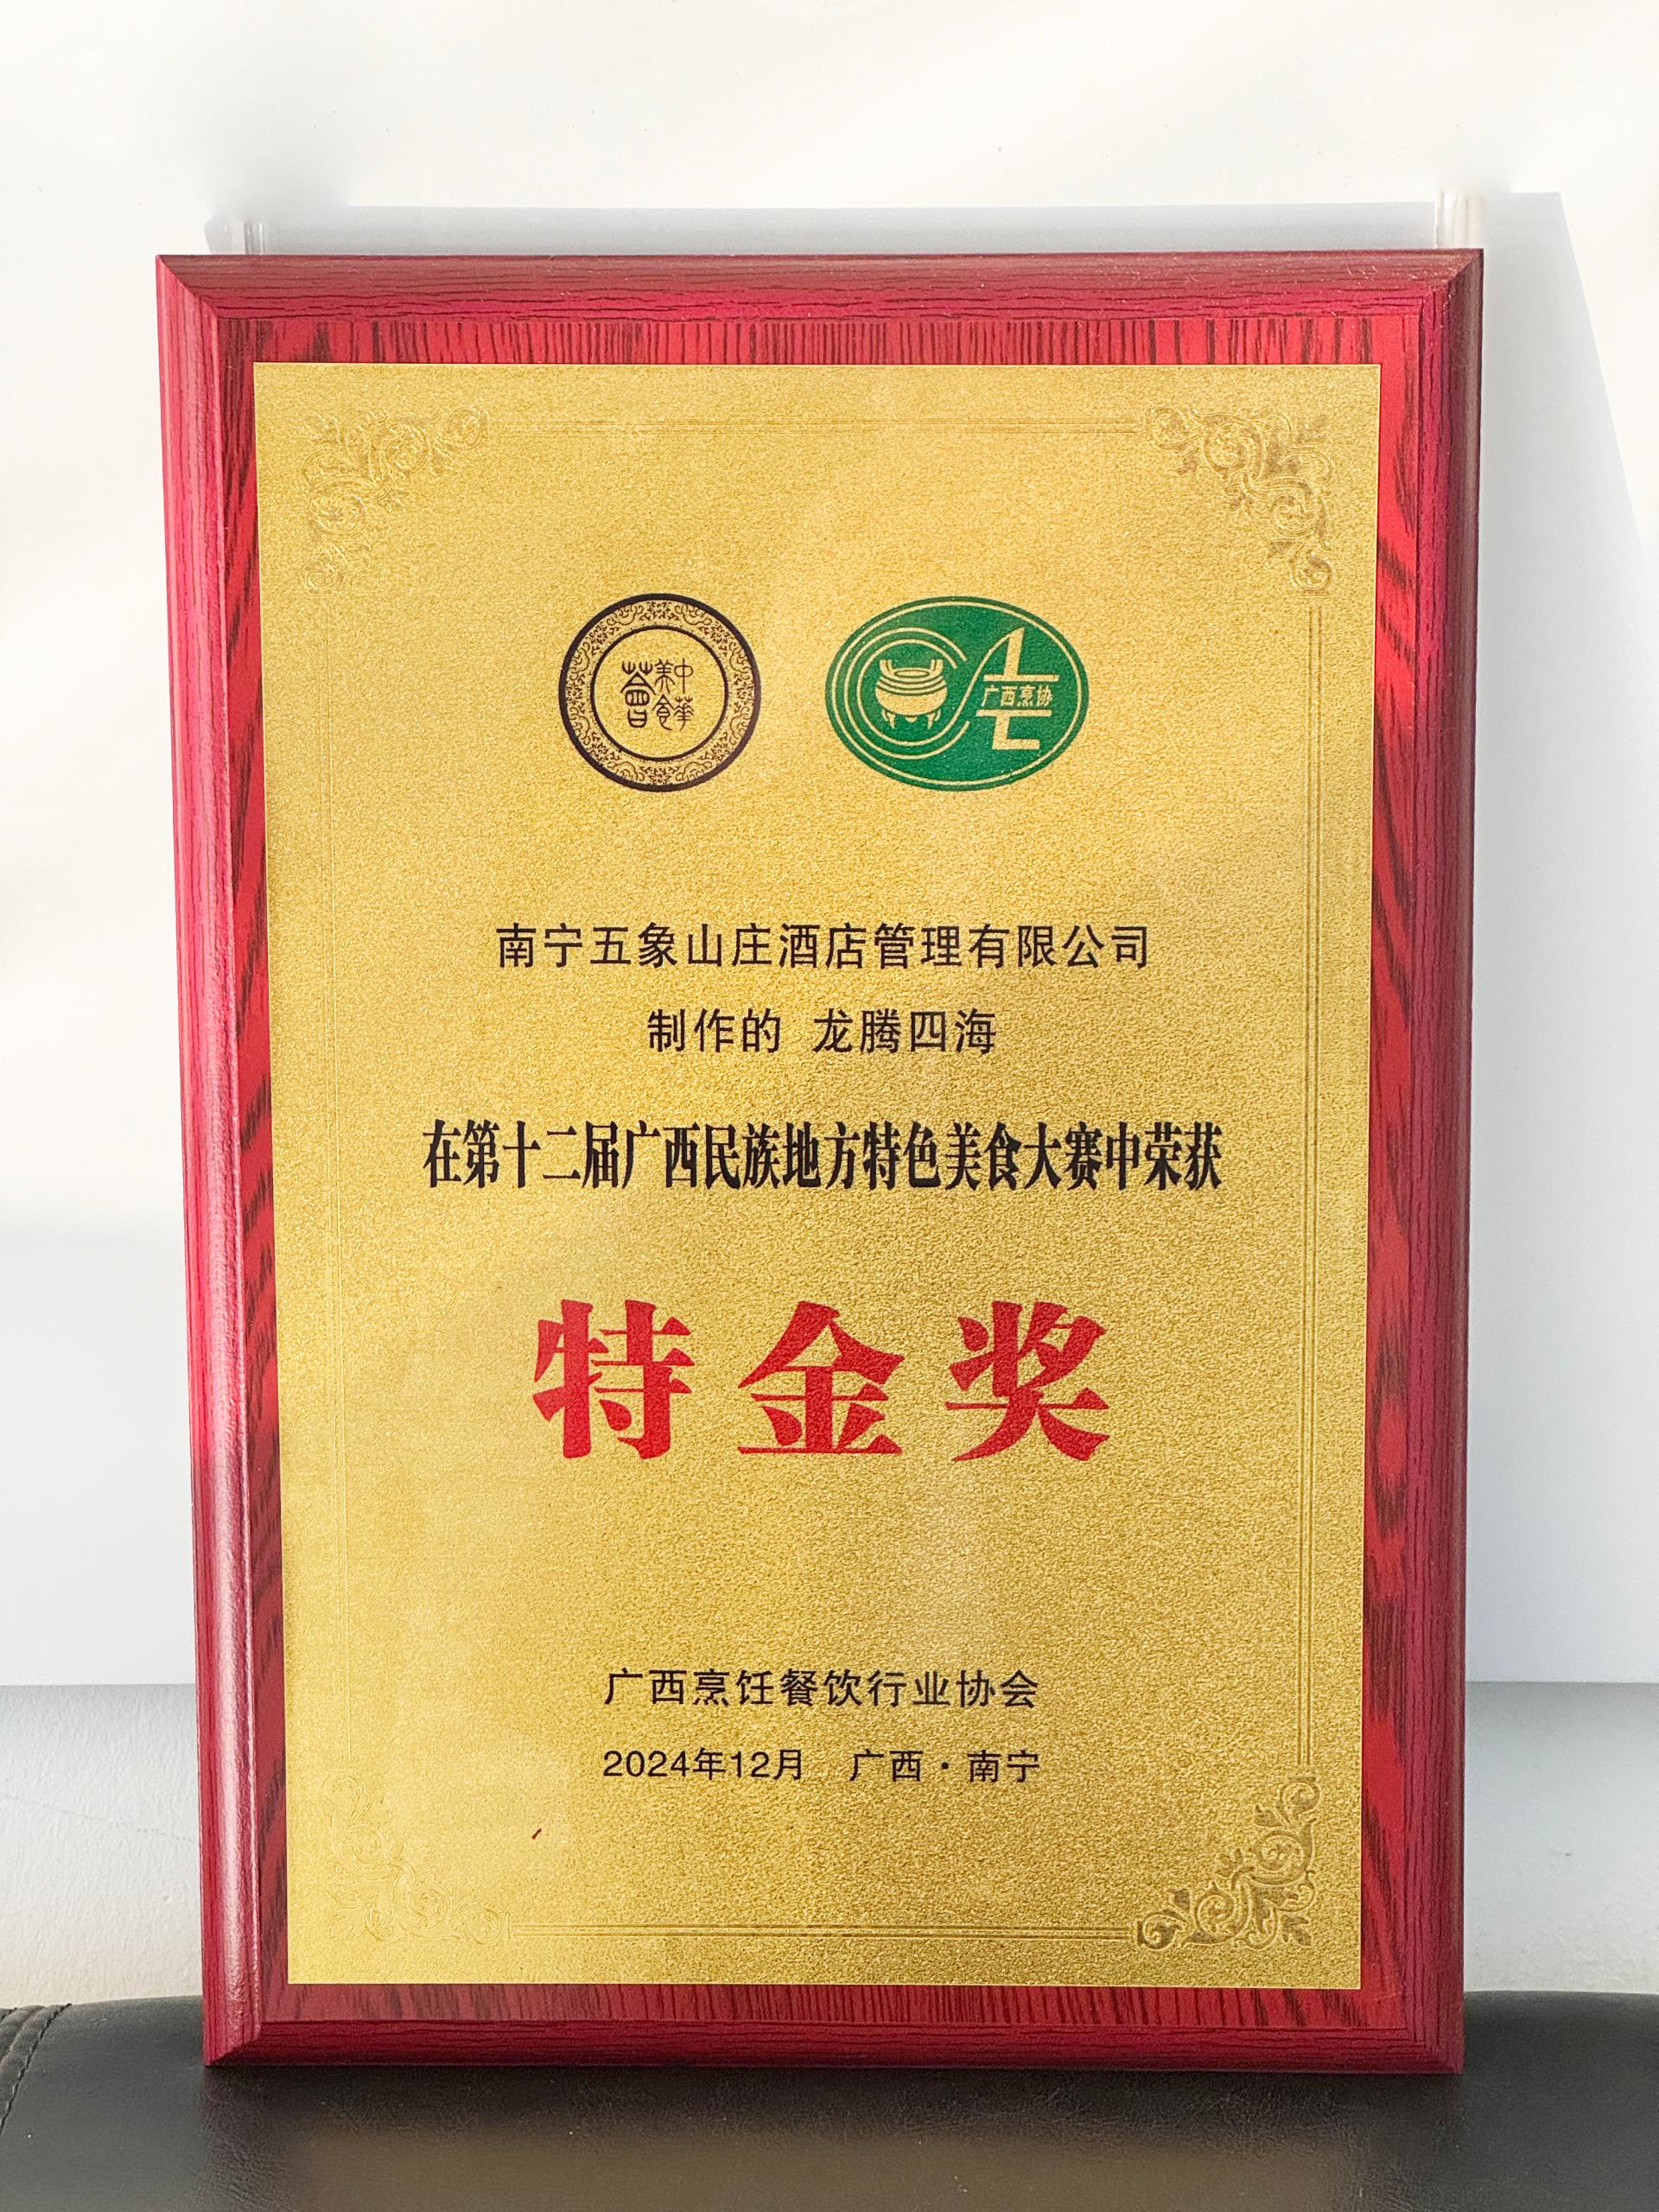 中華美食薈
广西烹协
南宁五象山庄酒店管理有限公司
制作的 龙腾四海
在第十二届广西民族地方特色美食大赛中荣获
特金奖
广西烹饪餐饮行业协会
2024年12月 广西·南宁